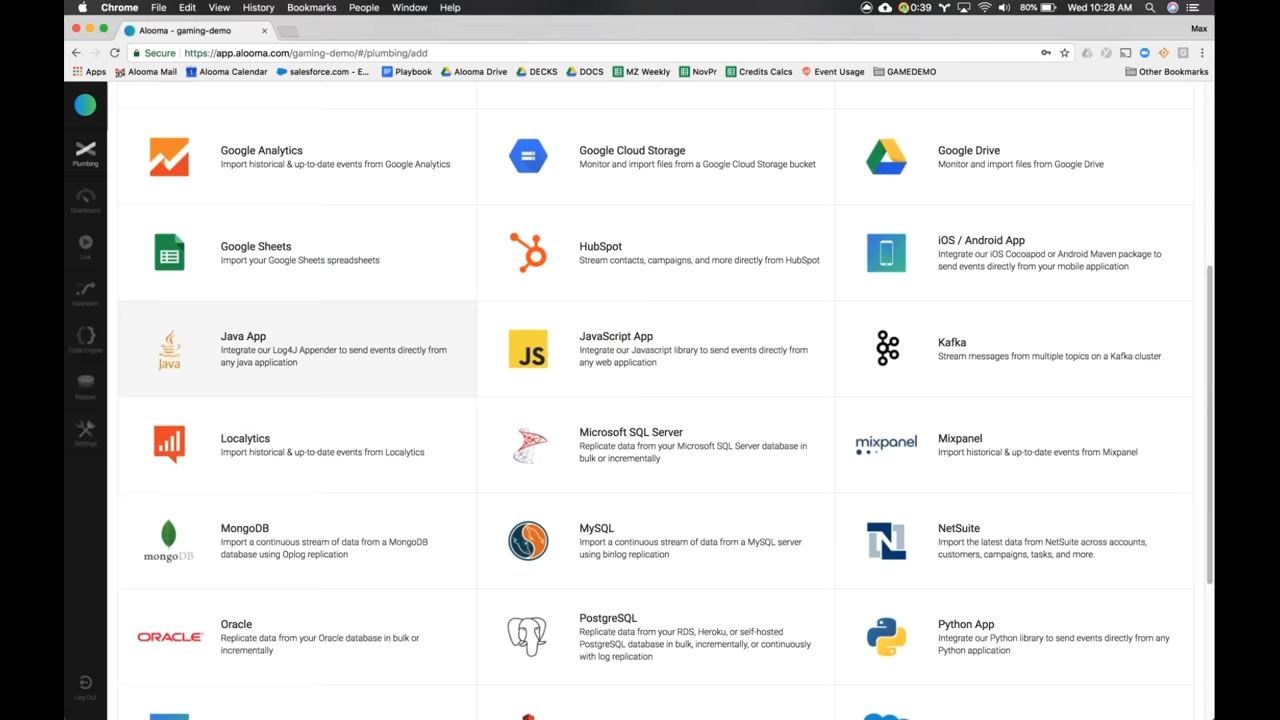 Chrome File Edit View History Bookmarks People Window Help 0:39 80% Wed 10:28 AM
Alooma - gaming-demo Max
Secure https://app.alooma.com/gaming-demo/#/plumbing/add
Apps Alooma Mail Alooma Calendar salesforce.com - E... Playbook Alooma Drive DECKS DOCS MZ Weekly NovPr Credits Calcs Event Usage GAMEDEMO Other Bookmarks
Plumbing
Dashboard
Live
Restream
Code Engine
Mapper
Settings
Log Out
Google Analytics
Import historical & up-to-date events from Google Analytics
Google Cloud Storage
Monitor and import files from a Google Cloud Storage bucket
Google Drive
Monitor and import files from Google Drive
Google Sheets
Import your Google Sheets spreadsheets
HubSpot
Stream contacts, campaigns, and more directly from HubSpot
iOS / Android App
Integrate our iOS Cocoapod or Android Maven package to
send events directly from your mobile application
Java
Java App
Integrate our Log4J Appender to send events directly from
any java application
JS
JavaScript App
Integrate our Javascript library to send events directly from
any web application
Kafka
Stream messages from multiple topics on a Kafka cluster
Localytics
Import historical & up-to-date events from Localytics
Microsoft SQL Server
Replicate data from your Microsoft SQL Server database in
bulk or incrementally
mixpanel
Mixpanel
Import historical & up-to-date events from Mixpanel
mongoDB
MongoDB
Import a continuous stream of data from a MongoDB
database using Oplog replication
MySQL
Import a continuous stream of data from a MySQL server
using binlog replication
N
NetSuite
Import the latest data from NetSuite across accounts,
customers, campaigns, tasks, and more.
ORACLE
Oracle
Replicate data from your Oracle database in bulk or
incrementally
PostgreSQL
Replicate data from your RDS, Heroku, or self-hosted
PostgreSQL database in bulk, incrementally, or continuously
with log replication
Python App
Integrate our Python library to send events directly from any
Python application